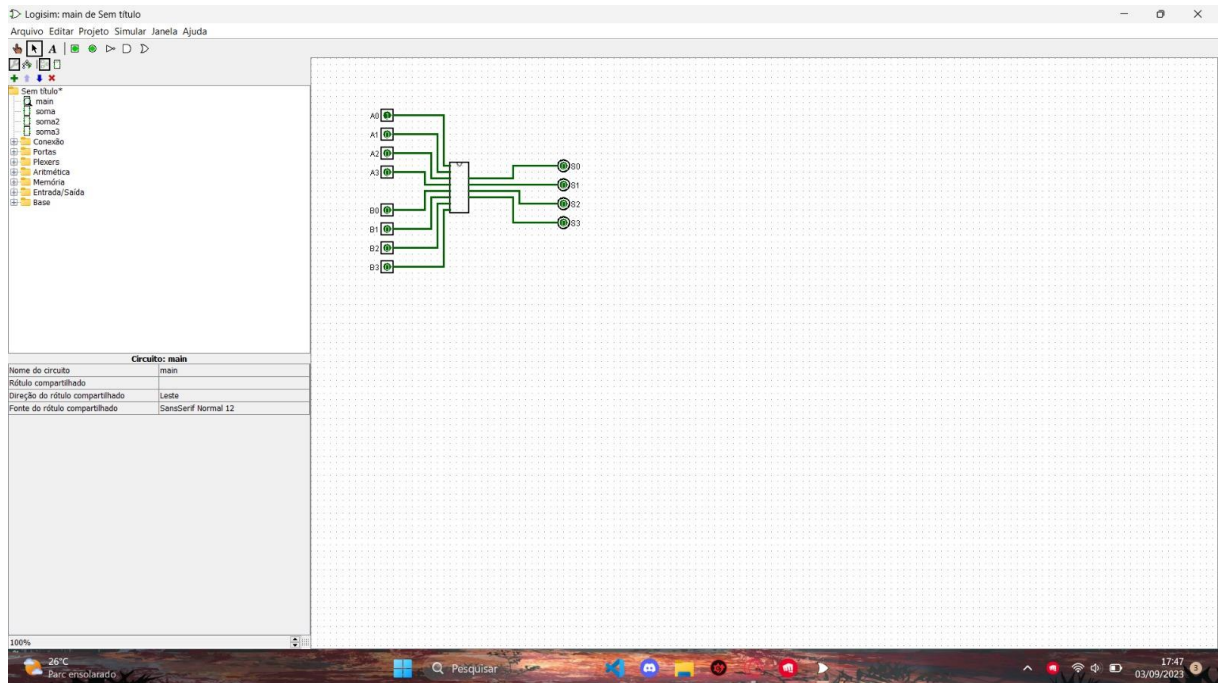 Logisim: main de Sem título
Arquivo Editar Projeto Simular Janela Ajuda
A
Sem título*
main
soma
soma2
soma3
Conexão
Portas
Plexers
Aritmética
Memória
Entrada/Saída
Base
A0
A1
A2
A3
B0
B1
B2
B3
S0
S1
S2
S3
Circuito: main
Nome do circuito main
Rótulo compartilhado
Direção do rótulo compartilhado Leste
Fonte do rótulo compartilhado SansSerif Normal 12
100%
26°C
Parc ensolarado
Pesquisar
17:47
03/09/2023
3